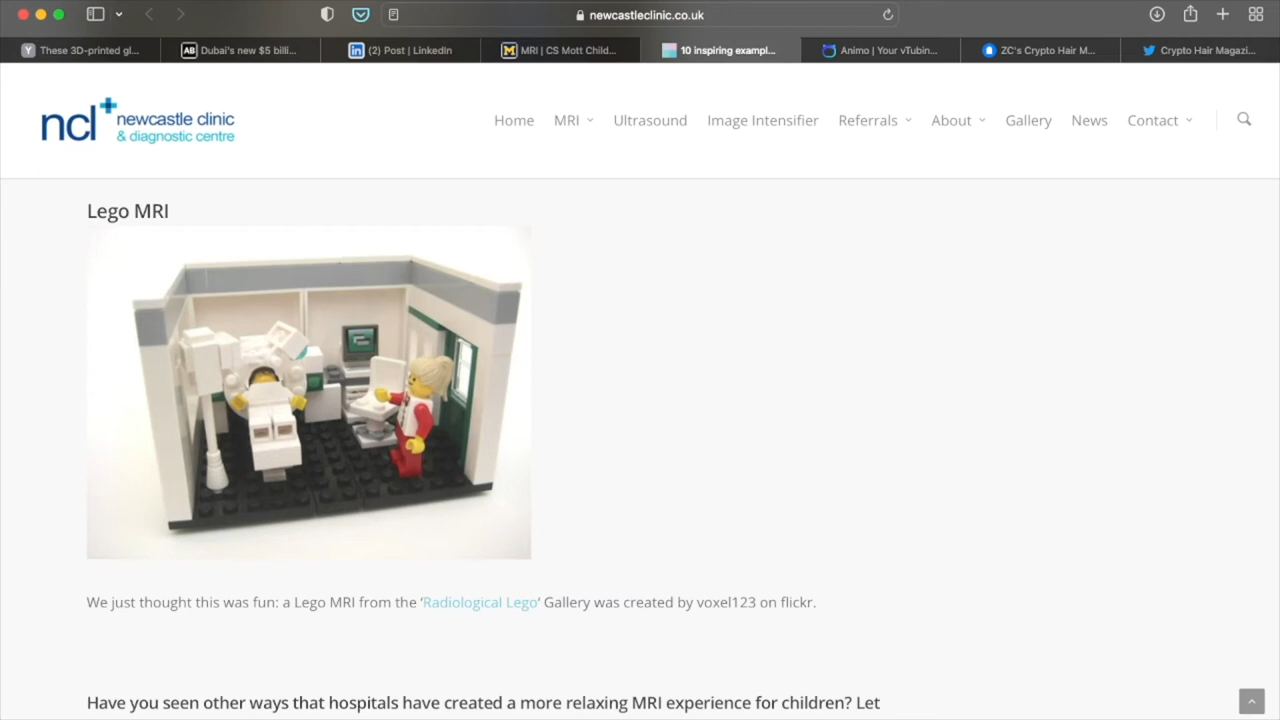 newcastleclinic.co.uk
These 3D-printed gl...
Dubai's new $5 billi...
(2) Post | LinkedIn
MRI | CS Mott Child...
10 inspiring exampl...
Animo | Your vTubin...
ZC's Crypto Hair M...
Crypto Hair Magazi...
ncl+ newcastle clinic
& diagnostic centre
Home MRI Ultrasound Image Intensifier Referrals About Gallery News Contact
Lego MRI
We just thought this was fun: a Lego MRI from the ‘Radiological Lego’ Gallery was created by voxel123 on flickr.
Have you seen other ways that hospitals have created a more relaxing MRI experience for children? Let